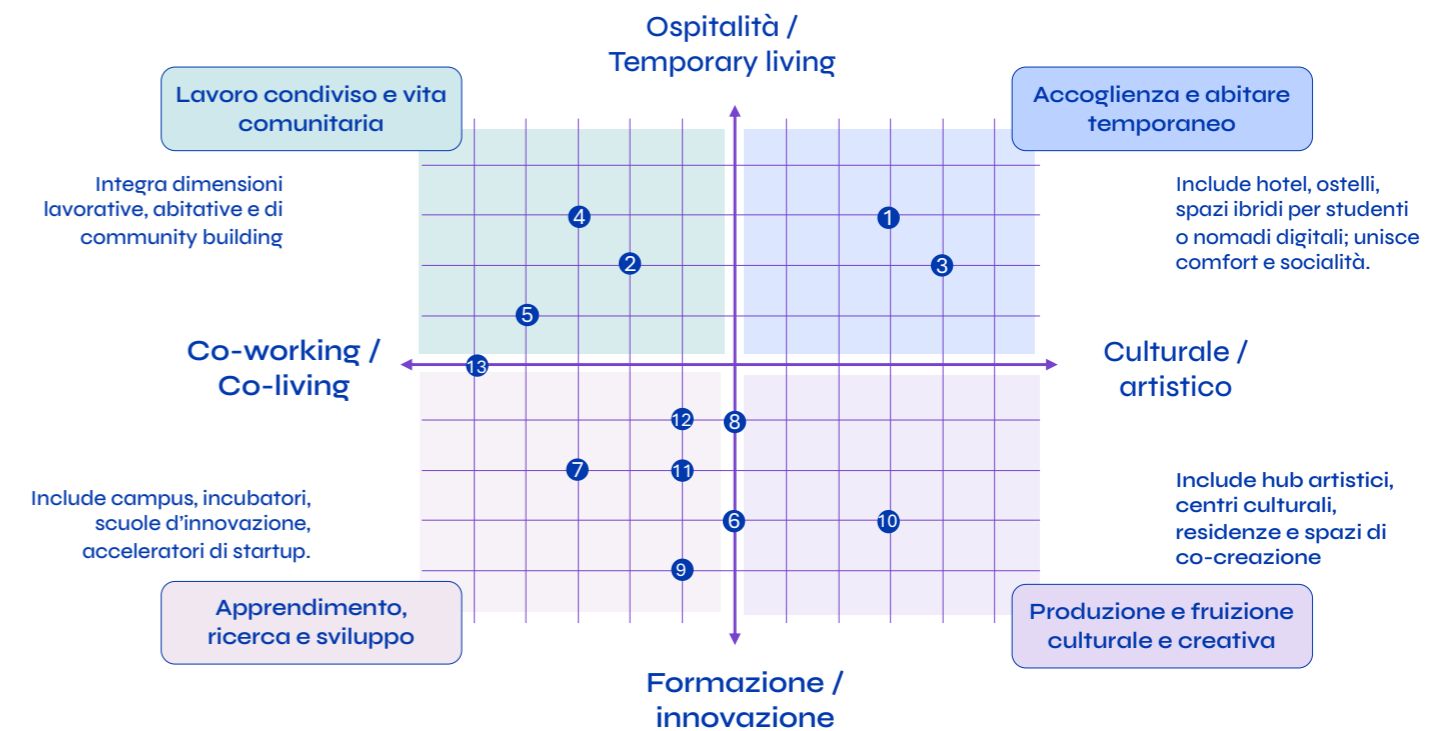 Ospitalità /
Temporary living
Lavoro condiviso e vita
comunitaria
Accoglienza e abitare
temporaneo
Integra dimensioni
lavorative, abitative e di
community building
Include hotel, ostelli,
spazi ibridi per studenti
o nomadi digitali; unisce
comfort e socialità.
4
1
2
3
5
Co-working /
Co-living
13
Culturale /
artistico
12
8
7
11
6
10
9
Include campus, incubatori,
scuole d'innovazione,
acceleratori di startup.
Include hub artistici,
centri culturali,
residenze e spazi di
co-creazione
Apprendimento,
ricerca e sviluppo
Produzione e fruizione
culturale e creativa
Formazione /
innovazione